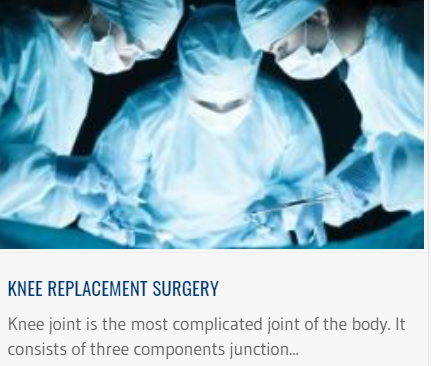 KNEE REPLACEMENT SURGERY
Knee joint is the most complicated joint of the body. It
consists of three components junction...